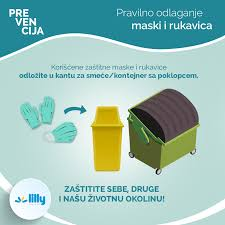 PRE
VEN
CIJA
Pravilno odlaganje
maski i rukavica
Korišćene zaštitne maske i rukavice
odložite u kantu za smeće/kontejner sa poklopcem.
lilly
ZAŠTITITE SEBE, DRUGE
I NAŠU ŽIVOTNU OKOLINU!